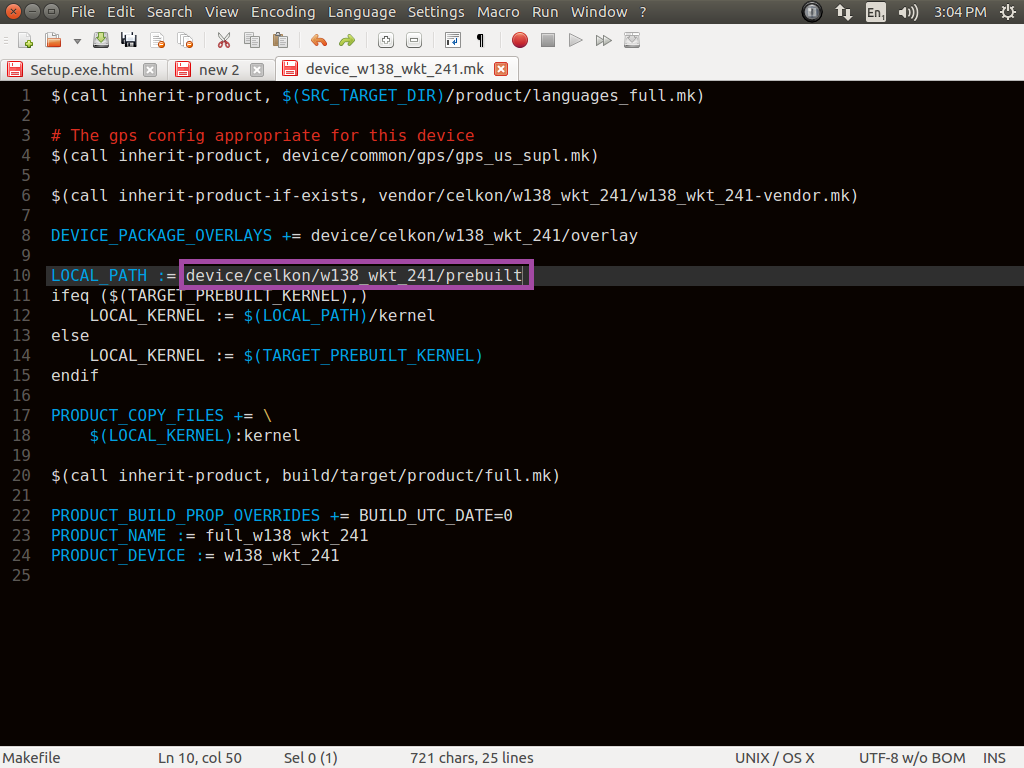 File Edit Search View Encoding Language Settings Macro Run Window ? En1 3:04 PM
Setup.exe.html new 2 device_w138_wkt_241.mk
1 $(call inherit-product, $(SRC_TARGET_DIR)/product/languages_full.mk)
2
3 # The gps config appropriate for this device
4 $(call inherit-product, device/common/gps/gps_us_supl.mk)
5
6 $(call inherit-product-if-exists, vendor/celkon/w138_wkt_241/w138_wkt_241-vendor.mk)
7
8 DEVICE_PACKAGE_OVERLAYS += device/celkon/w138_wkt_241/overlay
9
10 LOCAL_PATH := device/celkon/w138_wkt_241/prebuilt
11 ifeq ($(TARGET_PREBUILT_KERNEL),)
12 LOCAL_KERNEL := $(LOCAL_PATH)/kernel
13 else
14 LOCAL_KERNEL := $(TARGET_PREBUILT_KERNEL)
15 endif
16
17 PRODUCT_COPY_FILES += \
18 $(LOCAL_KERNEL):kernel
19
20 $(call inherit-product, build/target/product/full.mk)
21
22 PRODUCT_BUILD_PROP_OVERRIDES += BUILD_UTC_DATE=0
23 PRODUCT_NAME := full_w138_wkt_241
24 PRODUCT_DEVICE := w138_wkt_241
25
Makefile Ln 10, col 50 Sel 0 (1) 721 chars, 25 lines UNIX / OS X UTF-8 w/o BOM INS